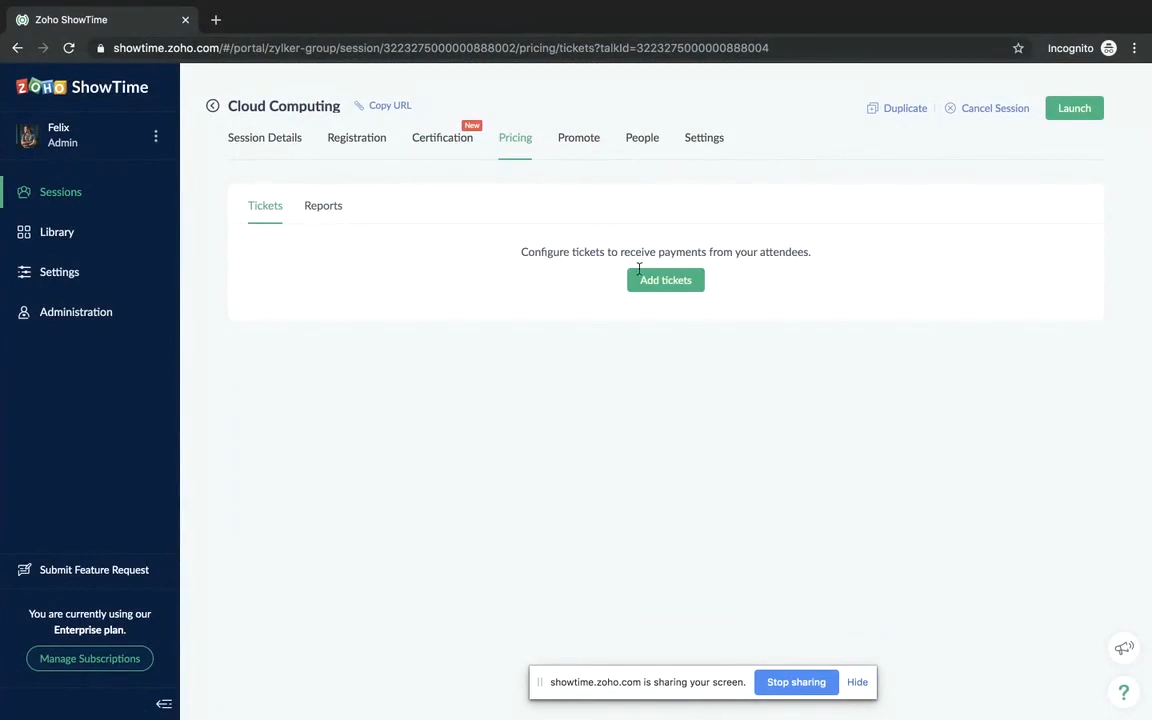 Zoho ShowTime
showtime.zoho.com/#/portal/zylker-group/session/3223275000000888002/pricing/tickets?talkId=3223275000000888004
Incognito
ZOHO ShowTime
Felix
Admin
Sessions
Library
Settings
Administration
Submit Feature Request
You are currently using our
Enterprise plan.
Manage Subscriptions
Cloud Computing Copy URL
Duplicate Cancel Session Launch
New
Session Details Registration Certification Pricing Promote People Settings
Tickets Reports
Configure tickets to receive payments from your attendees.
Add tickets
showtime.zoho.com is sharing your screen. Stop sharing Hide
?